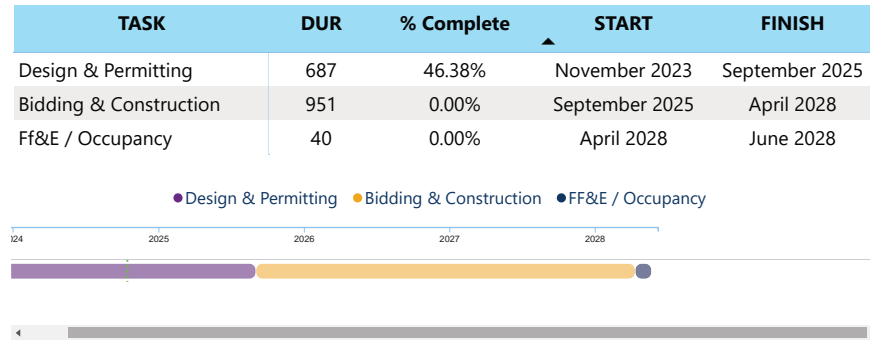 TASK DUR % Complete START FINISH
Design & Permitting 687 46.38% November 2023 September 2025
Bidding & Construction 951 0.00% September 2025 April 2028
Ff&E / Occupancy 40 0.00% April 2028 June 2028
Design & Permitting Bidding & Construction FF&E / Occupancy
2025 2026 2027 2028